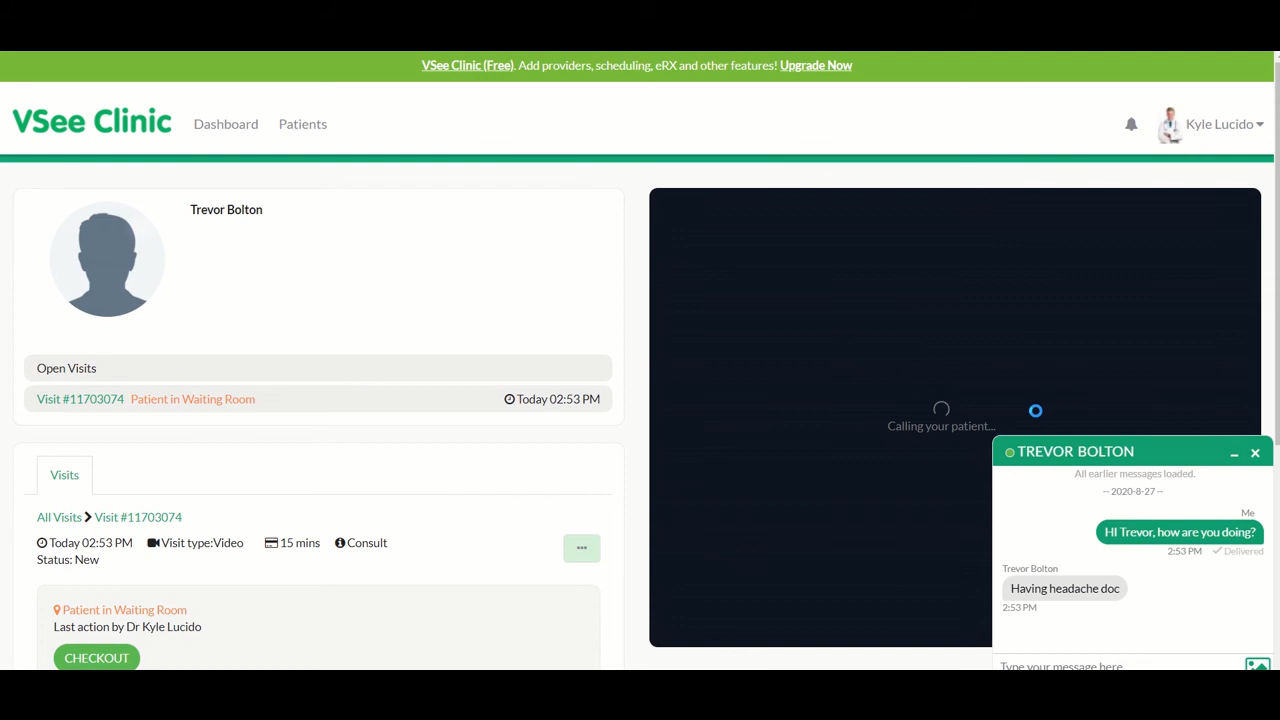 VSee Clinic (Free). Add providers, scheduling, eRX and other features! Upgrade Now
VSee Clinic
Dashboard
Patients
Kyle Lucido
Trevor Bolton
Open Visits
Visit #11703074 Patient in Waiting Room Today 02:53 PM
Visits
All Visits Visit #11703074
Today 02:53 PM Visit type:Video 15 mins Consult
Status: New
Patient in Waiting Room
Last action by Dr Kyle Lucido
CHECKOUT
Calling your patient...
TREVOR BOLTON
All earlier messages loaded.
-- 2020-8-27 --
Me
HI Trevor, how are you doing?
2:53 PM Delivered
Trevor Bolton
Having headache doc
2:53 PM
Type your message here